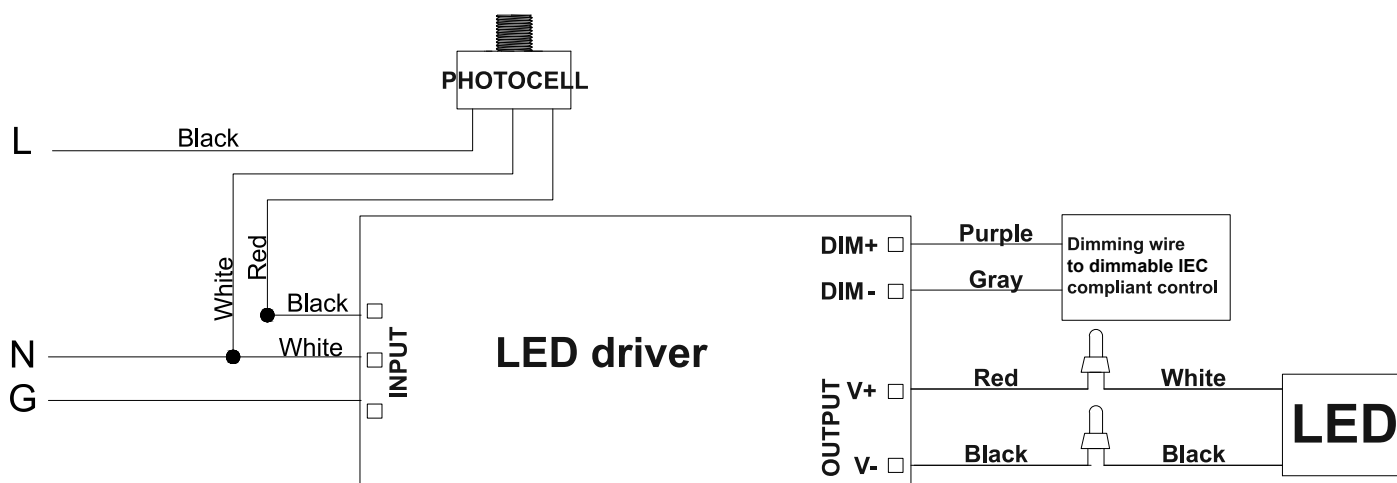 PHOTOCELL
L
Black
White
Red
Black
White
N
G
INPUT
LED driver
DIM+
DIM-
Purple
Gray
Dimming wire
to dimmable IEC
compliant control
OUTPUT
V+
V-
Red
White
Black
Black
LED